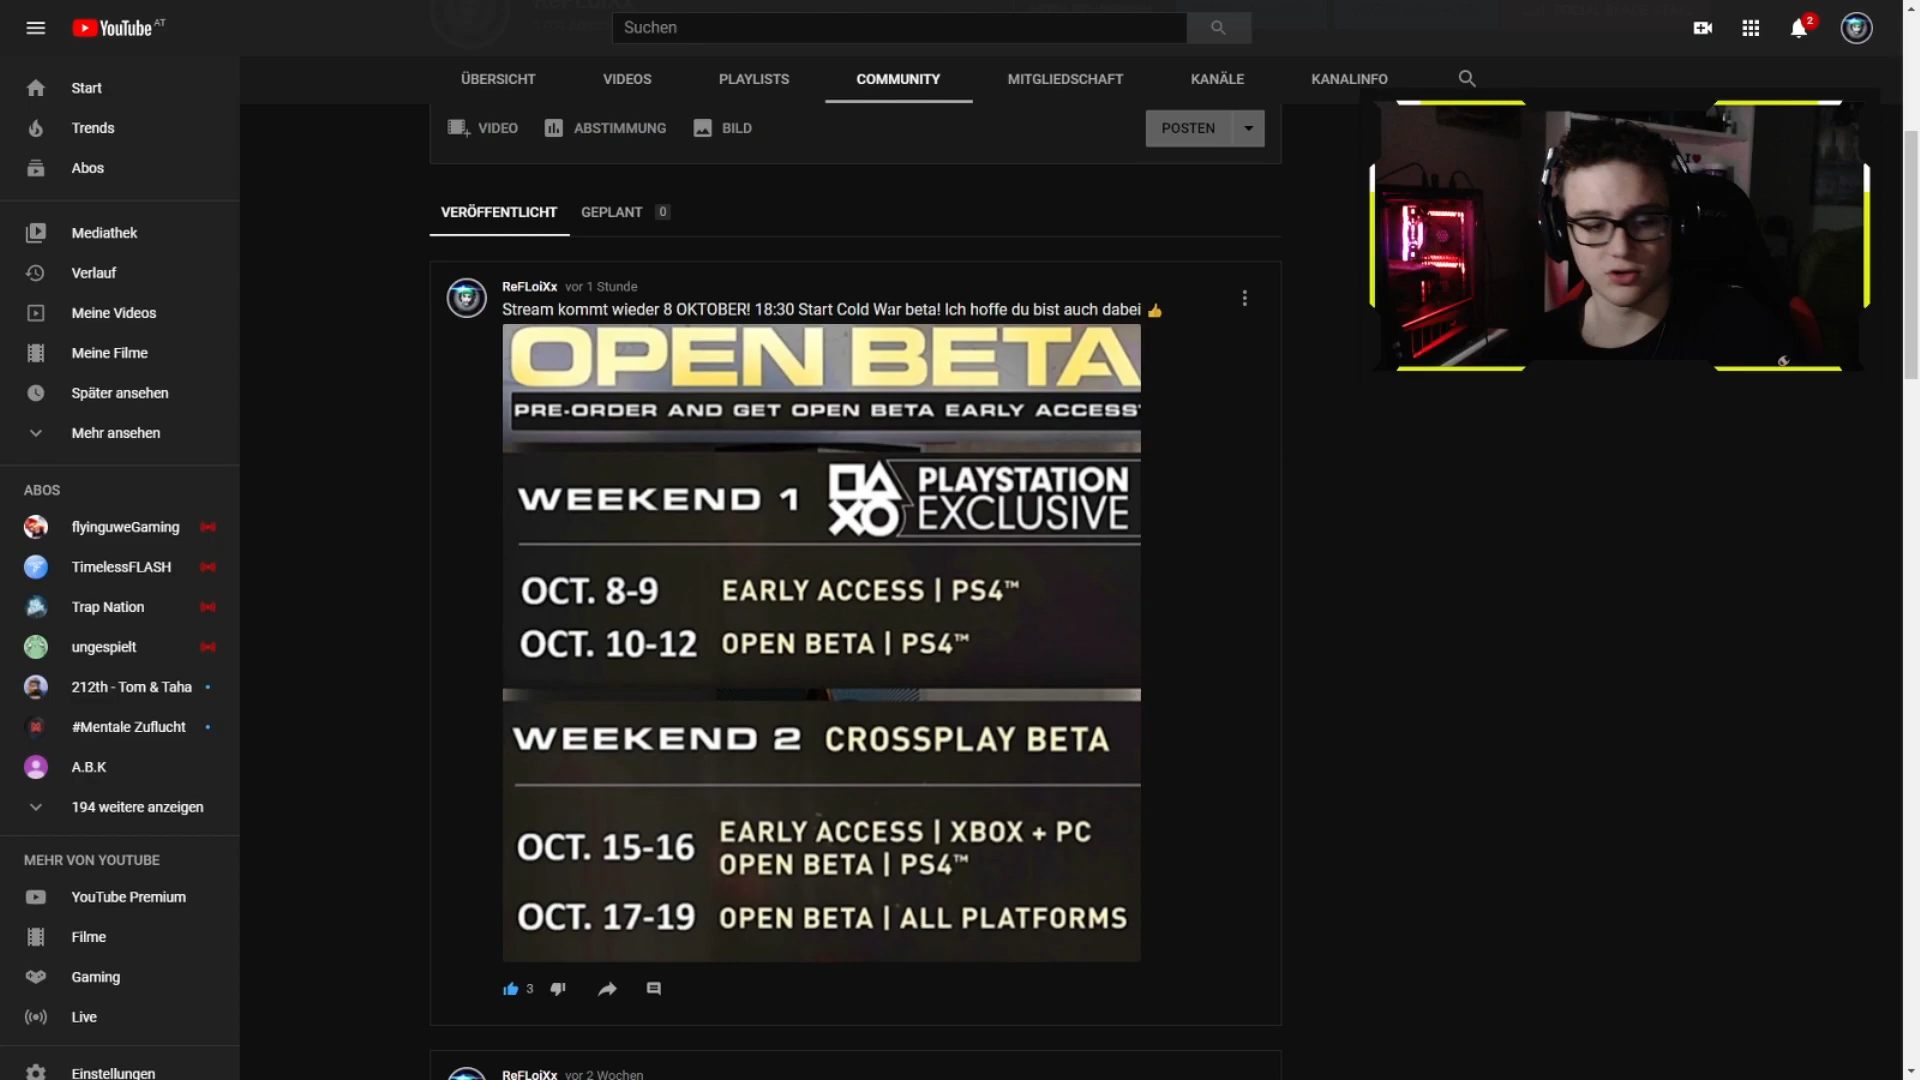 YouTube AT
Suchen
2
ÜBERSICHT VIDEOS PLAYLISTS COMMUNITY MITGLIEDSCHAFT KANÄLE KANALINFO
Start
Trends
Abos
Mediathek
Verlauf
Meine Videos
Meine Filme
Später ansehen
Mehr ansehen
ABOS
flyinguweGaming
TimelessFLASH
Trap Nation
ungespielt
212th - Tom & Taha
#Mentale Zuflucht
A.B.K
194 weitere anzeigen
MEHR VON YOUTUBE
YouTube Premium
Filme
Gaming
Live
Einstellungen
VIDEO ABSTIMMUNG BILD POSTEN
VERÖFFENTLICHT GEPLANT 0
ReFLoiXx vor 1 Stunde
Stream kommt wieder 8 OKTOBER! 18:30 Start Cold War beta! Ich hoffe du bist auch dabei 👍
OPEN BETA
PRE-ORDER AND GET OPEN BETA EARLY ACCESS*
WEEKEND 1 PLAYSTATION EXCLUSIVE
OCT. 8-9 EARLY ACCESS | PS4™
OCT. 10-12 OPEN BETA | PS4™
WEEKEND 2 CROSSPLAY BETA
OCT. 15-16 EARLY ACCESS | XBOX + PC
OPEN BETA | PS4™
OCT. 17-19 OPEN BETA | ALL PLATFORMS
3
ReFLoiXx vor 2 Wochen